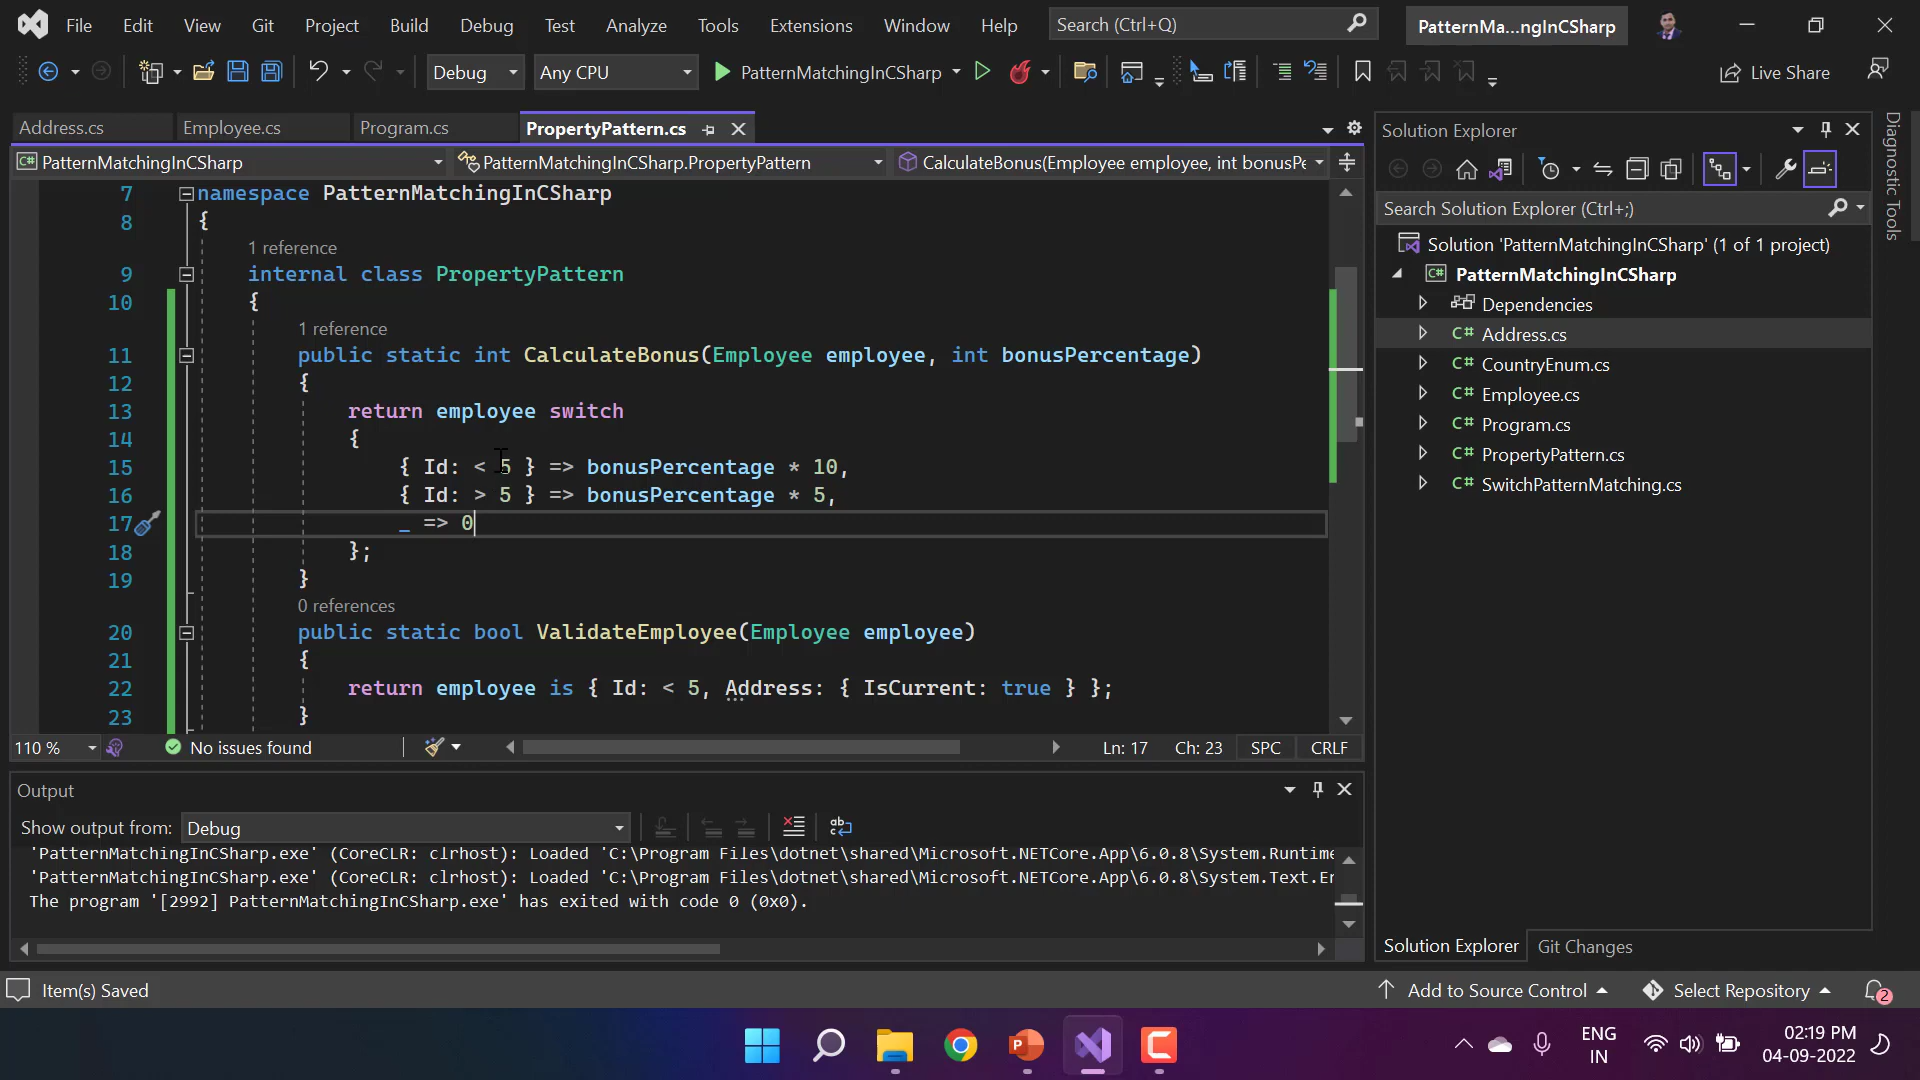 File Edit View Git Project Build Debug Test Analyze Tools Extensions Window Help Search (Ctrl+Q) PatternMa...ngInCSharp
Debug Any CPU PatternMatchingInCSharp Live Share
Address.cs Employee.cs Program.cs PropertyPattern.cs
PatternMatchingInCSharp PatternMatchingInCSharp.PropertyPattern CalculateBonus(Employee employee, int bonusPe
7 namespace PatternMatchingInCSharp
8 {
1 reference
9 internal class PropertyPattern
10 {
1 reference
11 public static int CalculateBonus(Employee employee, int bonusPercentage)
12 {
13 return employee switch
14 {
15 { Id: < 5 } => bonusPercentage * 10,
16 { Id: > 5 } => bonusPercentage * 5,
17 _ => 0
18 };
19 }
0 references
20 public static bool ValidateEmployee(Employee employee)
21 {
22 return employee is { Id: < 5, Address: { IsCurrent: true } };
23 }
110 % No issues found Ln: 17 Ch: 23 SPC CRLF
Output
Show output from: Debug
'PatternMatchingInCSharp.exe' (CoreCLR: clrhost): Loaded 'C:\Program Files\dotnet\shared\Microsoft.NETCore.App\6.0.8\System.Runtime
'PatternMatchingInCSharp.exe' (CoreCLR: clrhost): Loaded 'C:\Program Files\dotnet\shared\Microsoft.NETCore.App\6.0.8\System.Text.En
The program '[2992] PatternMatchingInCSharp.exe' has exited with code 0 (0x0).
Solution Explorer
Search Solution Explorer (Ctrl+;)
Solution 'PatternMatchingInCSharp' (1 of 1 project)
C# PatternMatchingInCSharp
Dependencies
C# Address.cs
C# CountryEnum.cs
C# Employee.cs
C# Program.cs
C# PropertyPattern.cs
C# SwitchPatternMatching.cs
Solution Explorer Git Changes
Diagnostic Tools
Item(s) Saved Add to Source Control Select Repository 2
ENG
IN
02:19 PM
04-09-2022